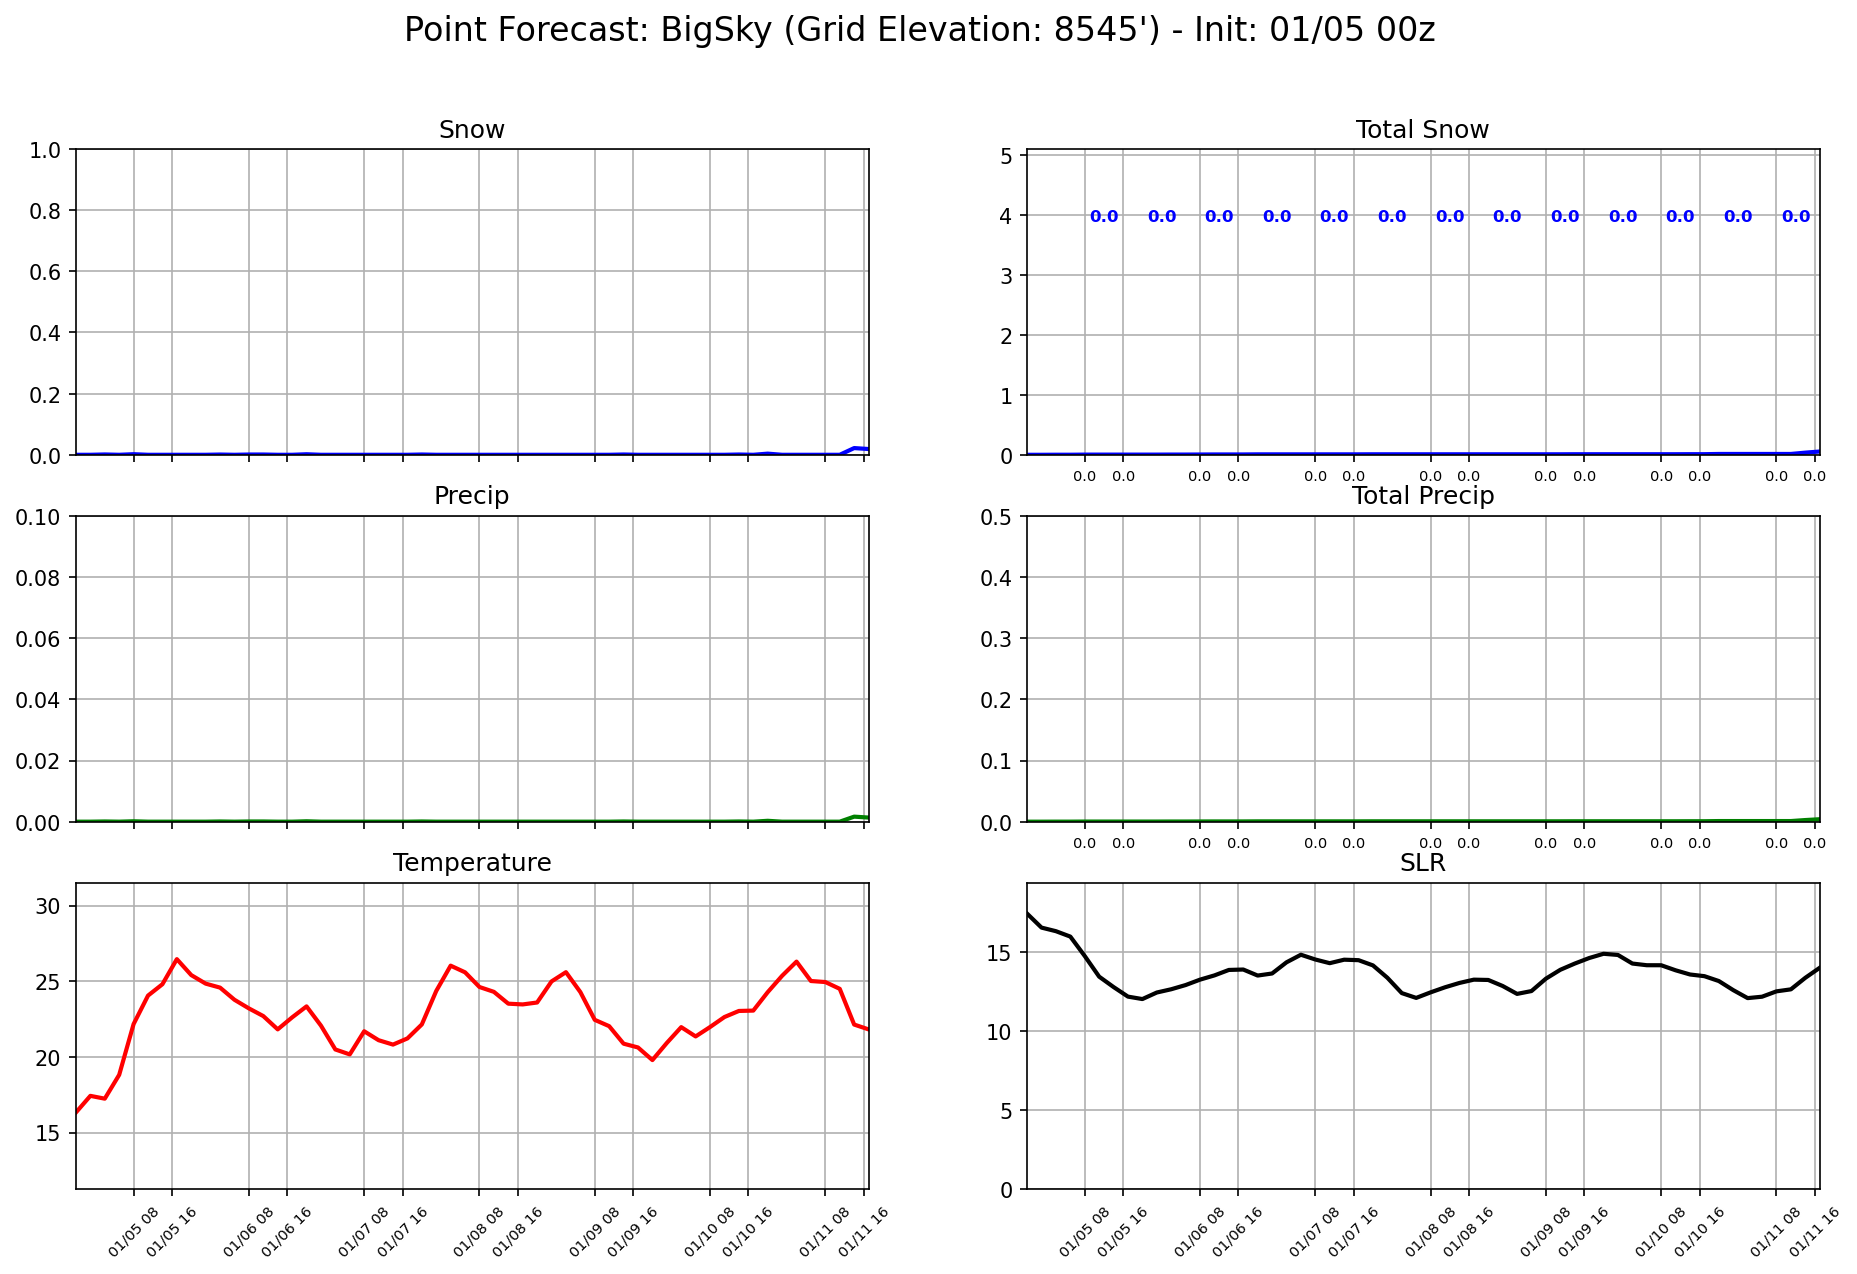 Point Forecast: BigSky (Grid Elevation: 8545') - Init: 01/05 00z
Snow
1.0
0.8
0.6
0.4
0.2
0.0
Total Snow
5
4
3
2
1
0
0.0 0.0 0.0 0.0 0.0 0.0 0.0 0.0 0.0 0.0 0.0 0.0 0.0
0.0 0.0 0.0 0.0 0.0 0.0 0.0 0.0 0.0 0.0 0.0 0.0 0.0 0.0
Precip
0.10
0.08
0.06
0.04
0.02
0.00
Total Precip
0.5
0.4
0.3
0.2
0.1
0.0
0.0 0.0 0.0 0.0 0.0 0.0 0.0 0.0 0.0 0.0 0.0 0.0 0.0 0.0
Temperature
30
25
20
15
01/05 08 01/05 16 01/06 08 01/06 16 01/07 08 01/07 16 01/08 08 01/08 16 01/09 08 01/09 16 01/10 08 01/10 16 01/11 08 01/11 16
SLR
15
10
5
0
01/05 08 01/05 16 01/06 08 01/06 16 01/07 08 01/07 16 01/08 08 01/08 16 01/09 08 01/09 16 01/10 08 01/10 16 01/11 08 01/11 16